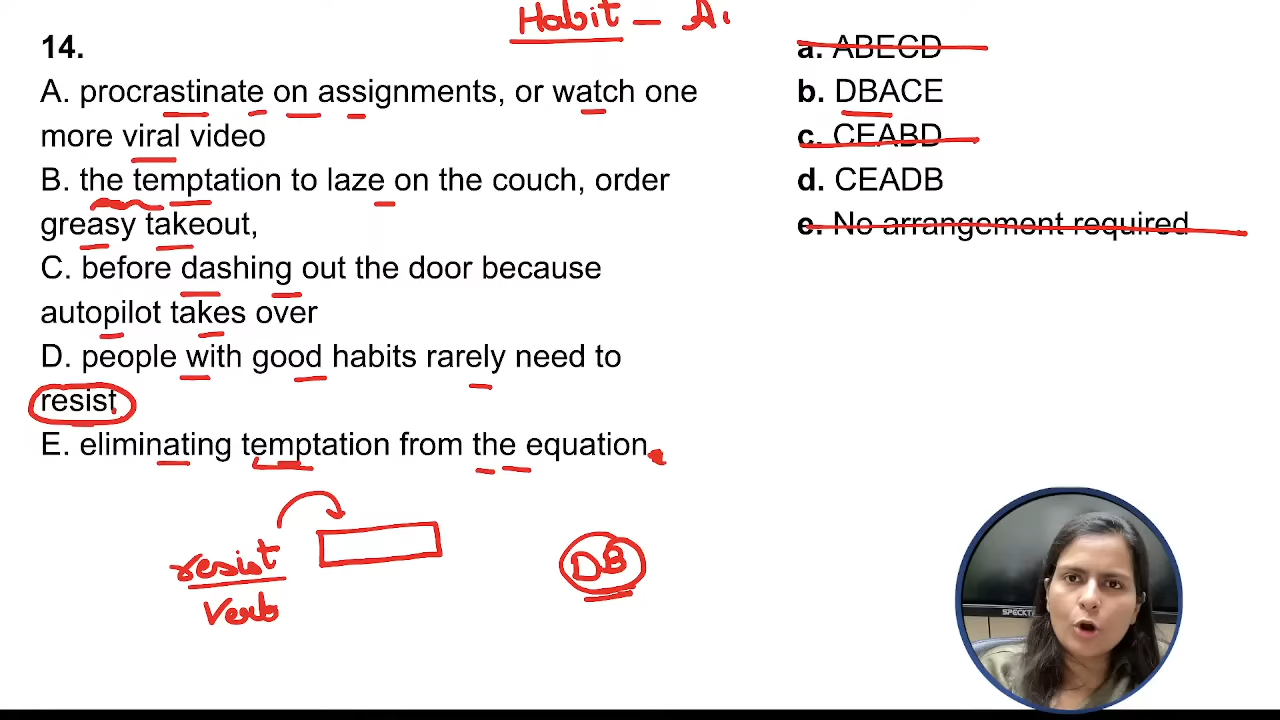 Habit – A
14.
A. procrastinate on assignments, or watch one
more viral video
B. the temptation to laze on the couch, order
greasy takeout,
C. before dashing out the door because
autopilot takes over
D. people with good habits rarely need to
resist
E. eliminating temptation from the equation.
a. ABECD
b. DBACE
c. CEABD
d. CEADB
e. No arrangement required
resist
Verb
DB